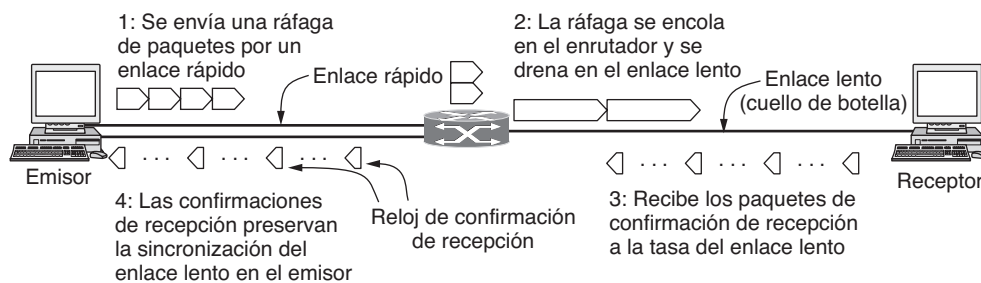 1: Se envía una ráfaga
de paquetes por un
enlace rápido
Enlace rápido
2: La ráfaga se encola
en el enrutador y se
drena en el enlace lento
Enlace lento
(cuello de botella)
Emisor
. . .
. . .
. . .
. . .
. . .
. . .
Receptor
4: Las confirmaciones
de recepción preservan
la sincronización del
enlace lento en el emisor
Reloj de confirmación
de recepción
3: Recibe los paquetes de
confirmación de recepción
a la tasa del enlace lento